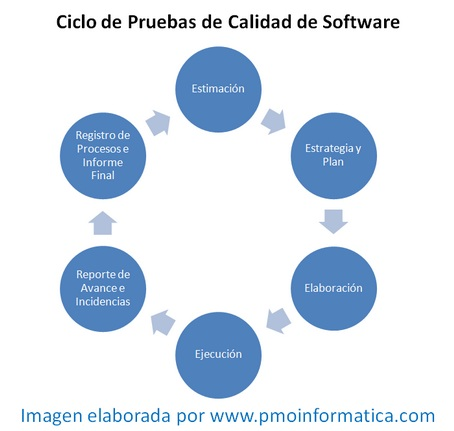 Ciclo de Pruebas de Calidad de Software
Estimación
Estrategia y
Plan
Elaboración
Ejecución
Reporte de
Avance e
Incidencias
Registro de
Procesos e
Informe
Final
Imagen elaborada por www.pmoinformatica.com